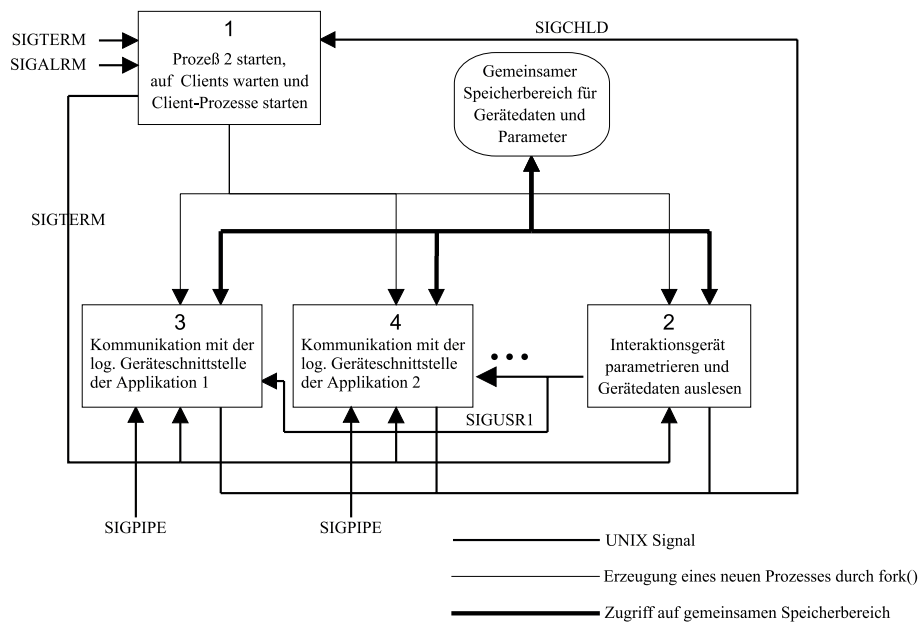 SIGTERM
SIGALRM
1
Prozeß 2 starten,
auf Clients warten und
Client-Prozesse starten
SIGCHLD
Gemeinsamer
Speicherbereich für
Gerätedaten und
Parameter
SIGTERM
3
Kommunikation mit der
log. Geräteschnittstelle
der Applikation 1
4
Kommunikation mit der
log. Geräteschnittstelle
der Applikation 2
2
Interaktionsgerät
parametrieren und
Gerätedaten auslesen
SIGUSR1
SIGPIPE
SIGPIPE
UNIX Signal
Erzeugung eines neuen Prozesses durch fork()
Zugriff auf gemeinsamen Speicherbereich